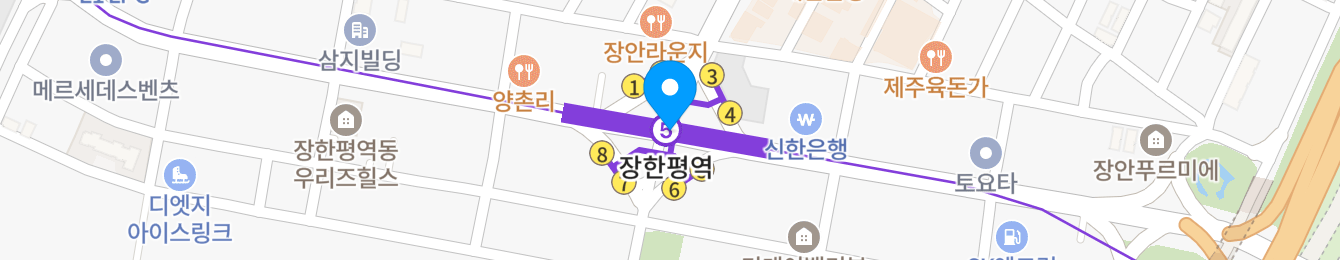 삼지빌딩
장안라운지
메르세데스벤츠
양촌리
1
3
4
제주육돈가
5
신한은행
장한평역동
우리즈힐스
8
7
장한평역
6
토요타
장안푸르미에
디엣지
아이스링크